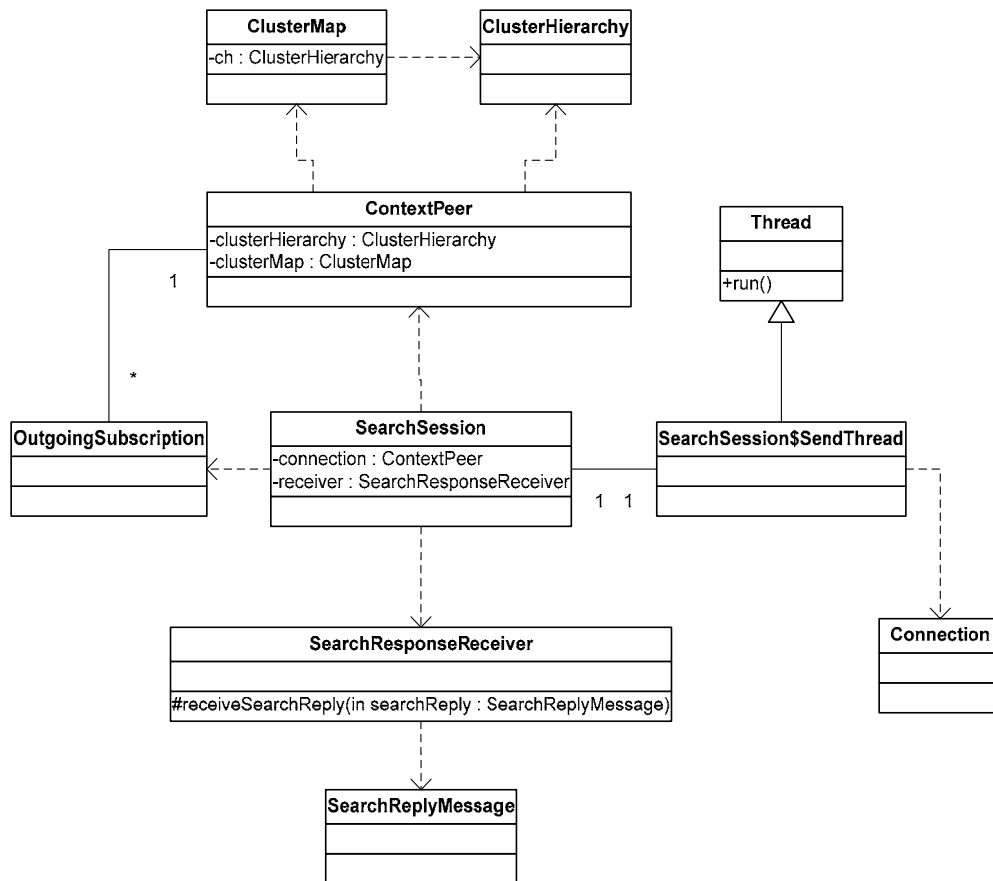 ClusterMap
-ch : ClusterHierarchy
ClusterHierarchy
ContextPeer
-clusterHierarchy : ClusterHierarchy
-clusterMap : ClusterMap
Thread
+run()
1
*
OutgoingSubscription
SearchSession
-connection : ContextPeer
-receiver : SearchResponseReceiver
SearchSession$SendThread
1 1
Connection
SearchResponseReceiver
#receiveSearchReply(in searchReply : SearchReplyMessage)
SearchReplyMessage